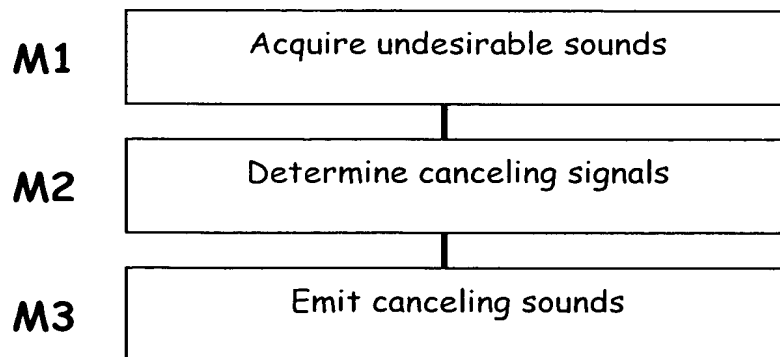 M1 Acquire undesirable sounds
M2 Determine canceling signals
M3 Emit canceling sounds